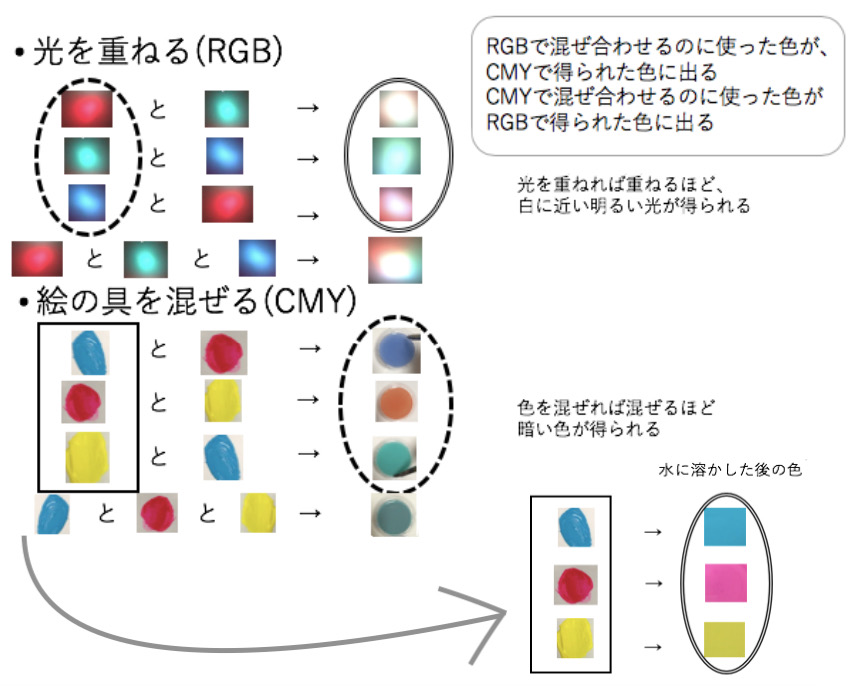 • 光を重ねる(RGB)
RGBで混ぜ合わせるのに使った色が、
CMYで得られた色に出る
CMYで混ぜ合わせるのに使った色が
RGBで得られた色に出る
と →
と →
と →
と と →
光を重ねれば重ねるほど、
白に近い明るい光が得られる
• 絵の具を混ぜる(CMY)
と →
と →
と →
と と →
色を混ぜれば混ぜるほど
暗い色が得られる
水に溶かした後の色
→
→
→